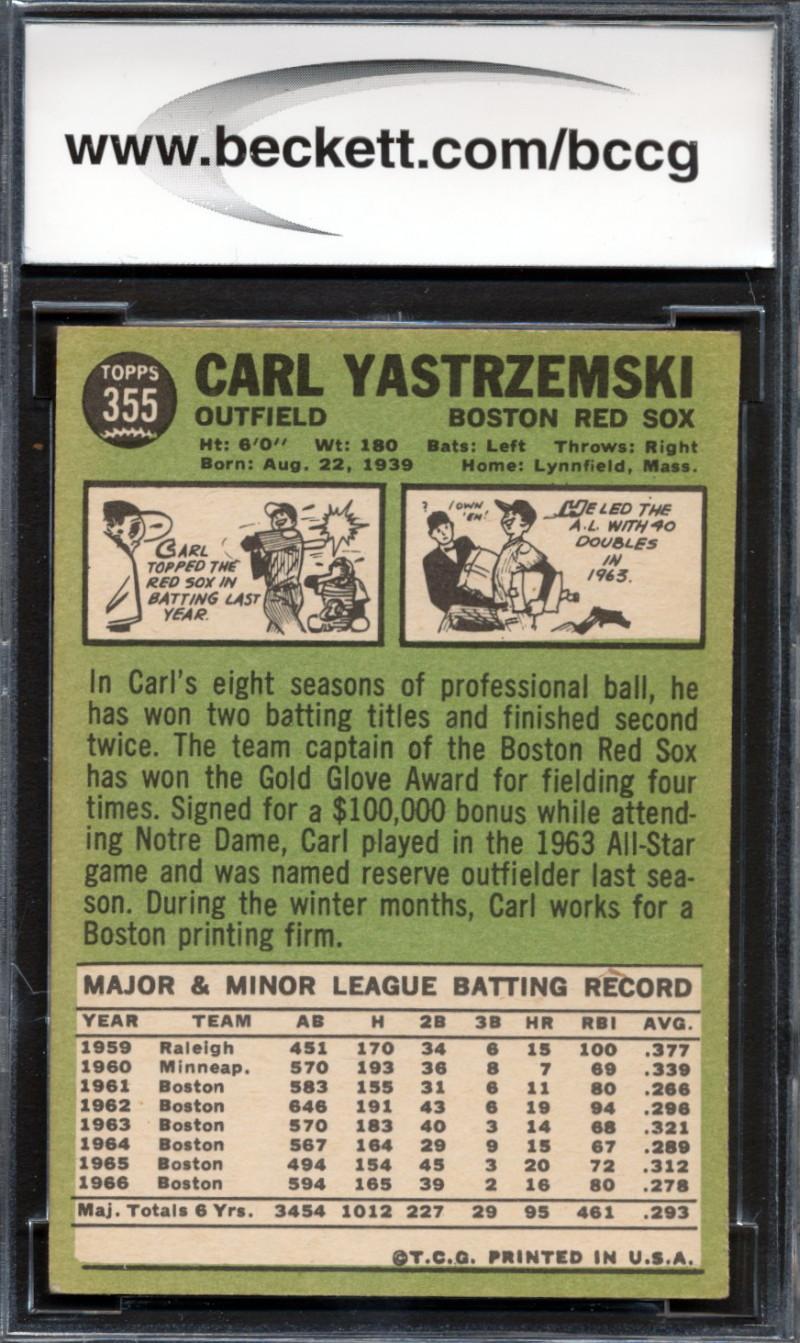 www.beckett.com/bccg
TOPPS
355
CARL YASTRZEMSKI
OUTFIELD BOSTON RED SOX
Ht: 6'0" Wt: 180 Bats: Left Throws: Right
Born: Aug. 22, 1939 Home: Lynnfield, Mass.
CARL
TOPPED THE
RED SOX IN
BATTING LAST
YEAR.
?
I OWN
'EM!
HE LED THE
A.L. WITH 40
DOUBLES
IN
1963.
In Carl's eight seasons of professional ball, he
has won two batting titles and finished second
twice. The team captain of the Boston Red Sox
has won the Gold Glove Award for fielding four
times. Signed for a $100,000 bonus while attend-
ing Notre Dame, Carl played in the 1963 All-Star
game and was named reserve outfielder last sea-
son. During the winter months, Carl works for a
Boston printing firm.
MAJOR & MINOR LEAGUE BATTING RECORD
YEAR TEAM AB H 2B 3B HR RBI AVG.
1959 Raleigh 451 170 34 6 15 100 .377
1960 Minneap. 570 193 36 8 7 69 .339
1961 Boston 583 155 31 6 11 80 .266
1962 Boston 646 191 43 6 19 94 .296
1963 Boston 570 183 40 3 14 68 .321
1964 Boston 567 164 29 9 15 67 .289
1965 Boston 494 154 45 3 20 72 .312
1966 Boston 594 165 39 2 16 80 .278
Maj. Totals 6 Yrs. 3454 1012 227 29 95 461 .293
©T.C.G. PRINTED IN U.S.A.